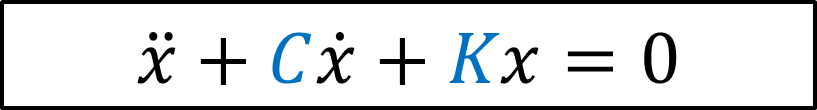 ẍ + Cẋ + Kx = 0